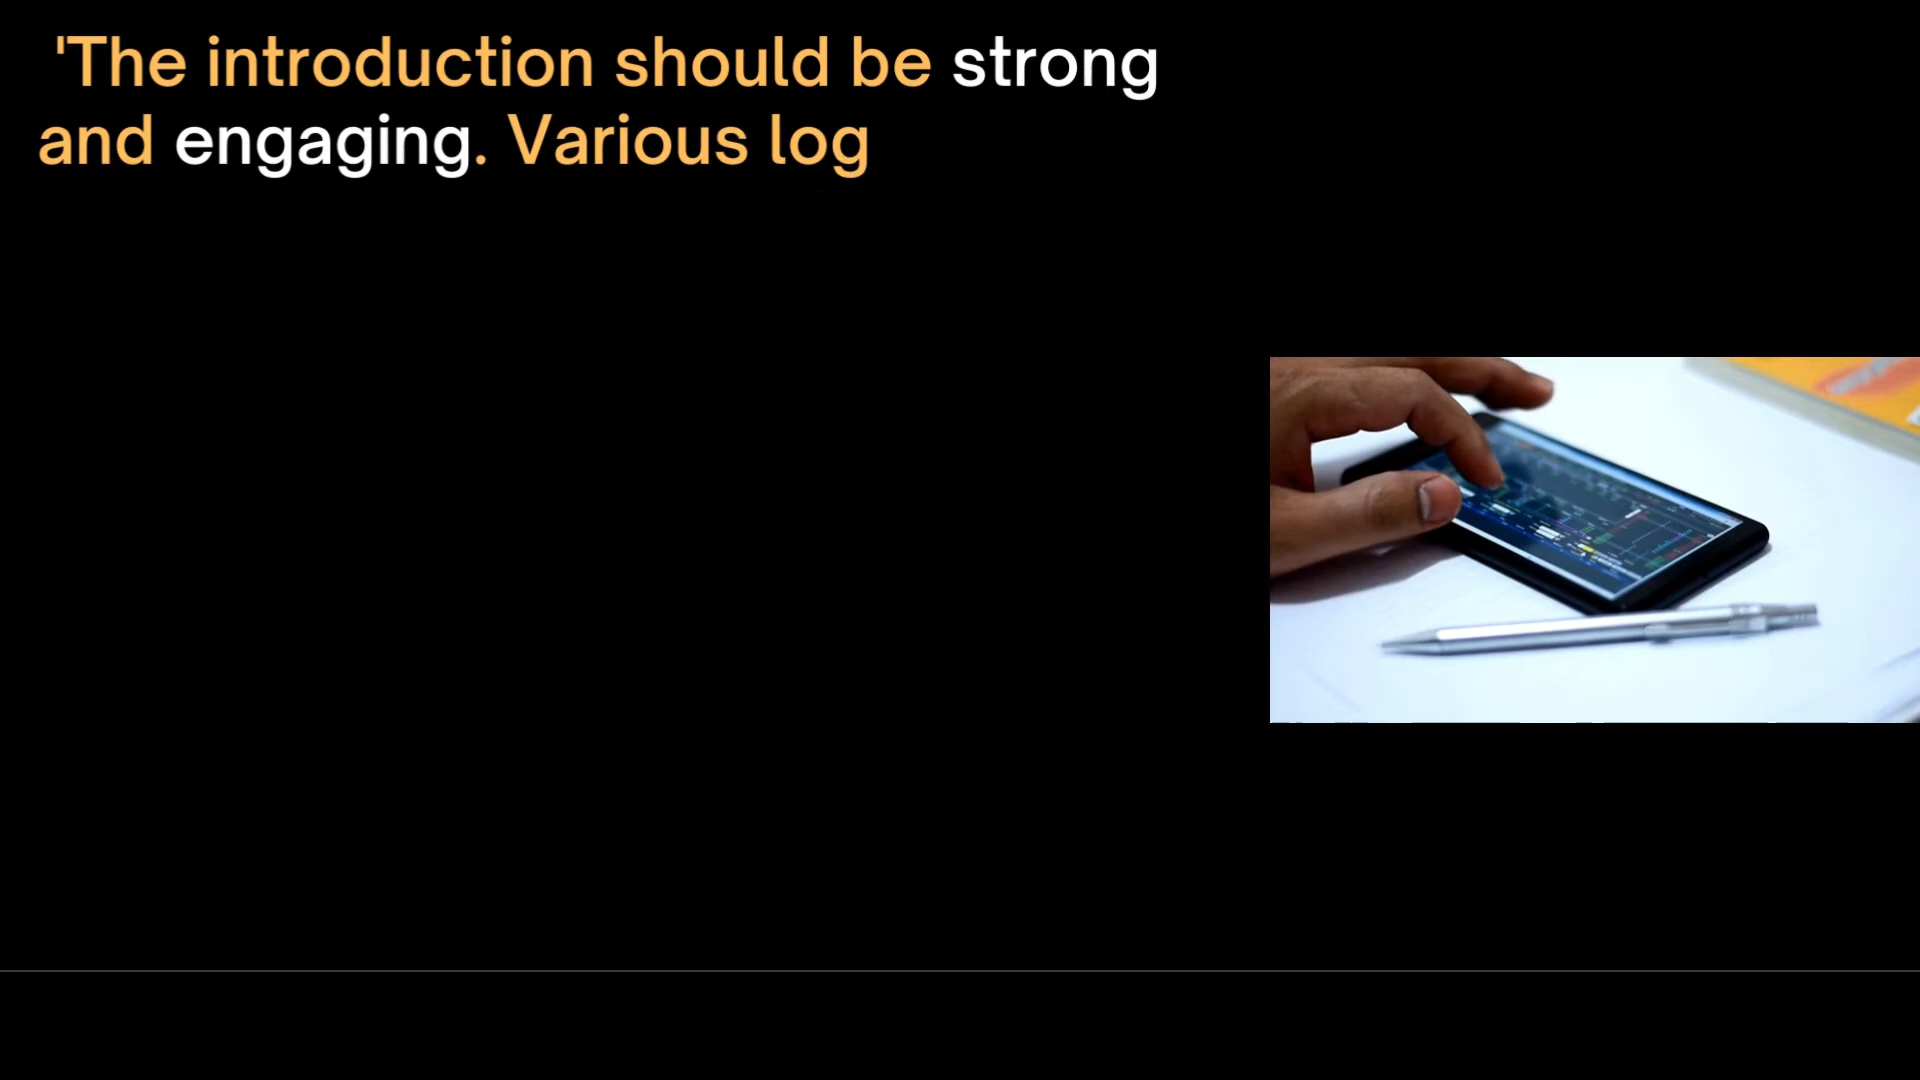 'The introduction should be strong
and engaging. Various log